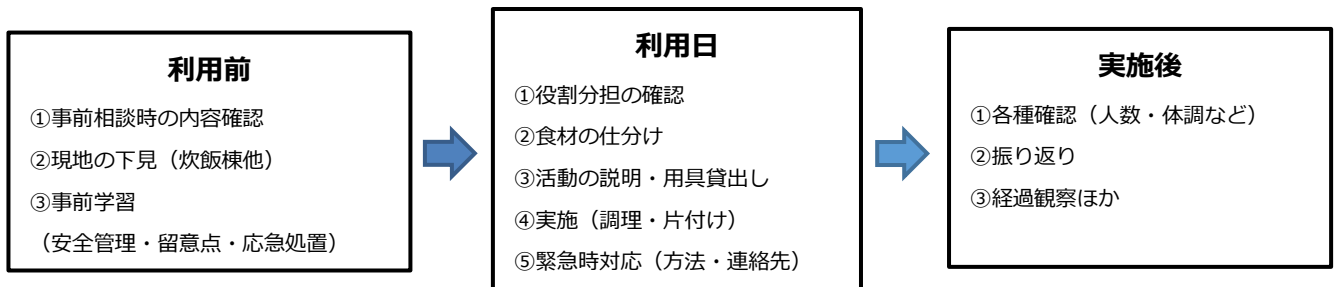 利用前
①事前相談時の内容確認
②現地の下見（炊飯棟他）
③事前学習
（安全管理・留意点・応急処置）
利用日
①役割分担の確認
②食材の仕分け
③活動の説明・用具貸出し
④実施（調理・片付け）
⑤緊急時対応（方法・連絡先）
実施後
①各種確認（人数・体調など）
②振り返り
③経過観察ほか